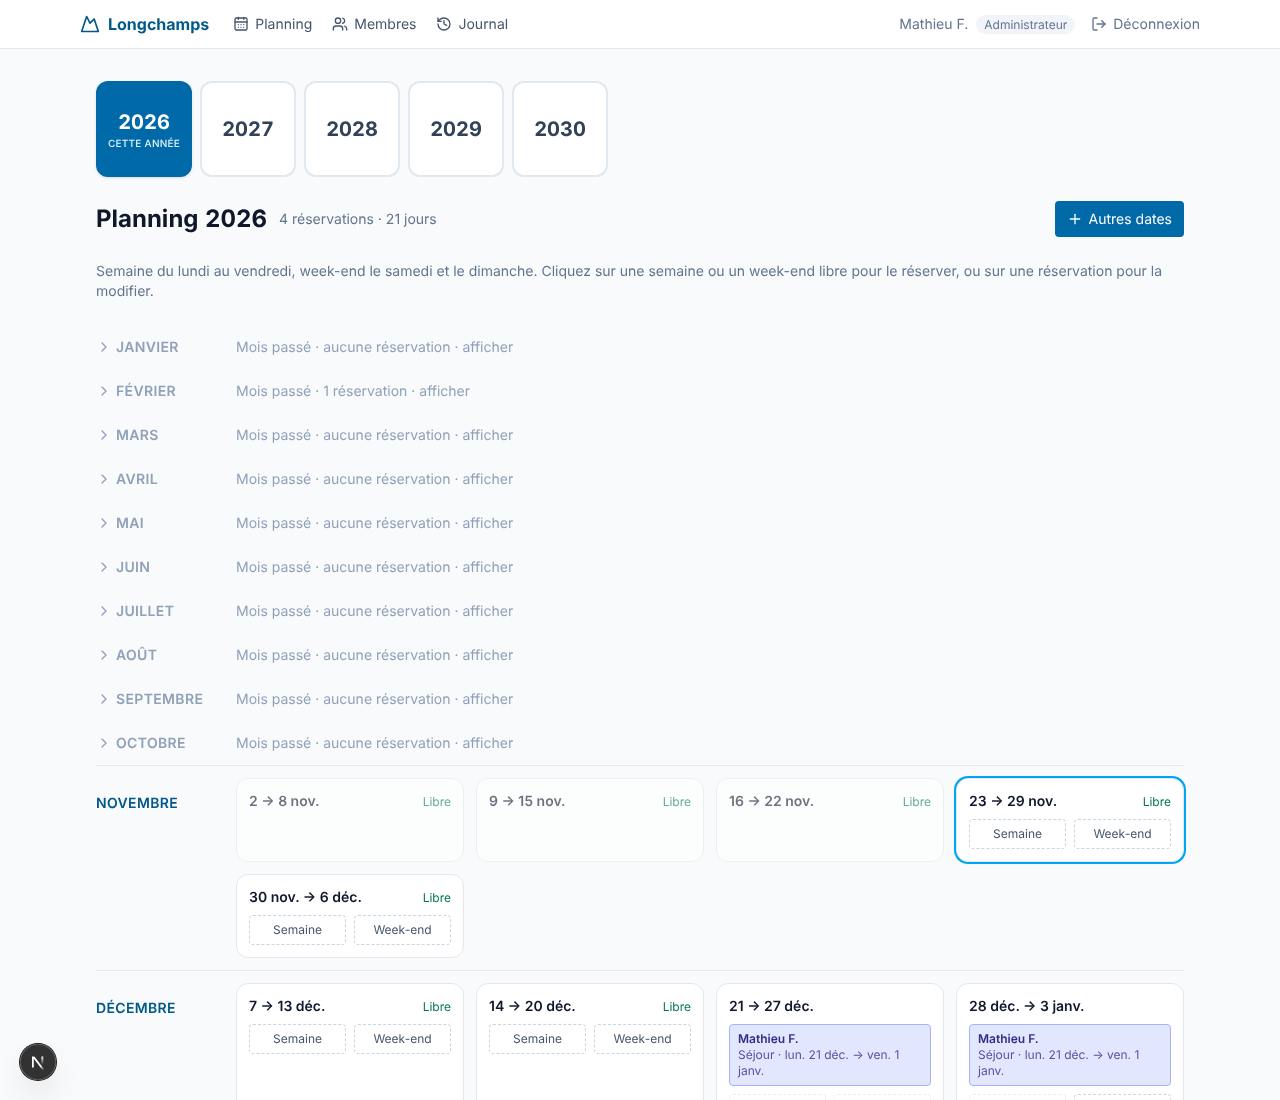 Longchamps
Planning
Membres
Journal
Mathieu F.
Administrateur
Déconnexion
2026
CETTE ANNÉE
2027
2028
2029
2030
Planning 2026
4 réservations · 21 jours
Autres dates
Semaine du lundi au vendredi, week-end le samedi et le dimanche. Cliquez sur une semaine ou un week-end libre pour le réserver, ou sur une réservation pour la
modifier.
JANVIER
Mois passé · aucune réservation · afficher
FÉVRIER
Mois passé · 1 réservation · afficher
MARS
Mois passé · aucune réservation · afficher
AVRIL
Mois passé · aucune réservation · afficher
MAI
Mois passé · aucune réservation · afficher
JUIN
Mois passé · aucune réservation · afficher
JUILLET
Mois passé · aucune réservation · afficher
AOÛT
Mois passé · aucune réservation · afficher
SEPTEMBRE
Mois passé · aucune réservation · afficher
OCTOBRE
Mois passé · aucune réservation · afficher
NOVEMBRE
2 → 8 nov.
Libre
9 → 15 nov.
Libre
16 → 22 nov.
Libre
23 → 29 nov.
Libre
Semaine
Week-end
30 nov. → 6 déc.
Libre
Semaine
Week-end
DÉCEMBRE
7 → 13 déc.
Libre
Semaine
Week-end
14 → 20 déc.
Libre
Semaine
Week-end
21 → 27 déc.
Mathieu F.
Séjour · lun. 21 déc. → ven. 1
janv.
28 déc. → 3 janv.
Mathieu F.
Séjour · lun. 21 déc. → ven. 1
janv.
N